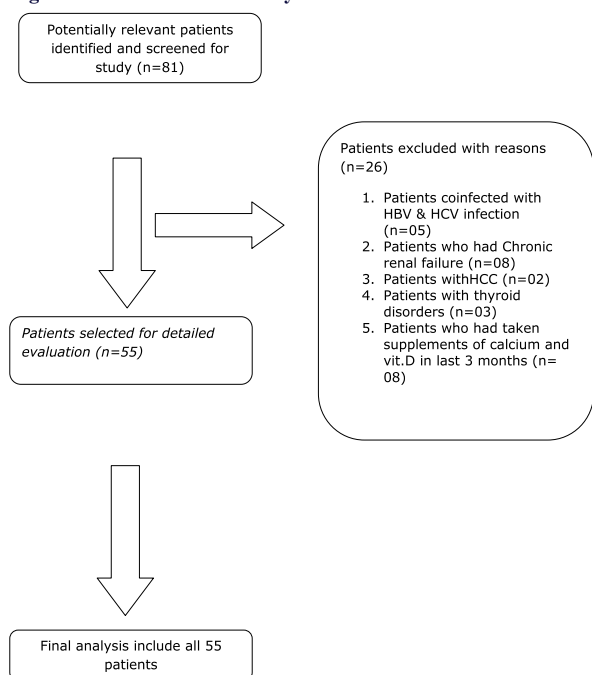 Potentially relevant patients
identified and screened for
study (n=81)
Patients excluded with reasons
(n=26)
1. Patients coinfected with
HBV & HCV infection
(n=05)
2. Patients who had Chronic
renal failure (n=08)
3. Patients withHCC (n=02)
4. Patients with thyroid
disorders (n=03)
5. Patients who had taken
supplements of calcium and
vit.D in last 3 months (n=
08)
Patients selected for detailed
evaluation (n=55)
Final analysis include all 55
patients